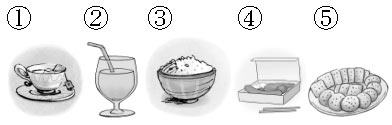 ① ② ③ ④ ⑤